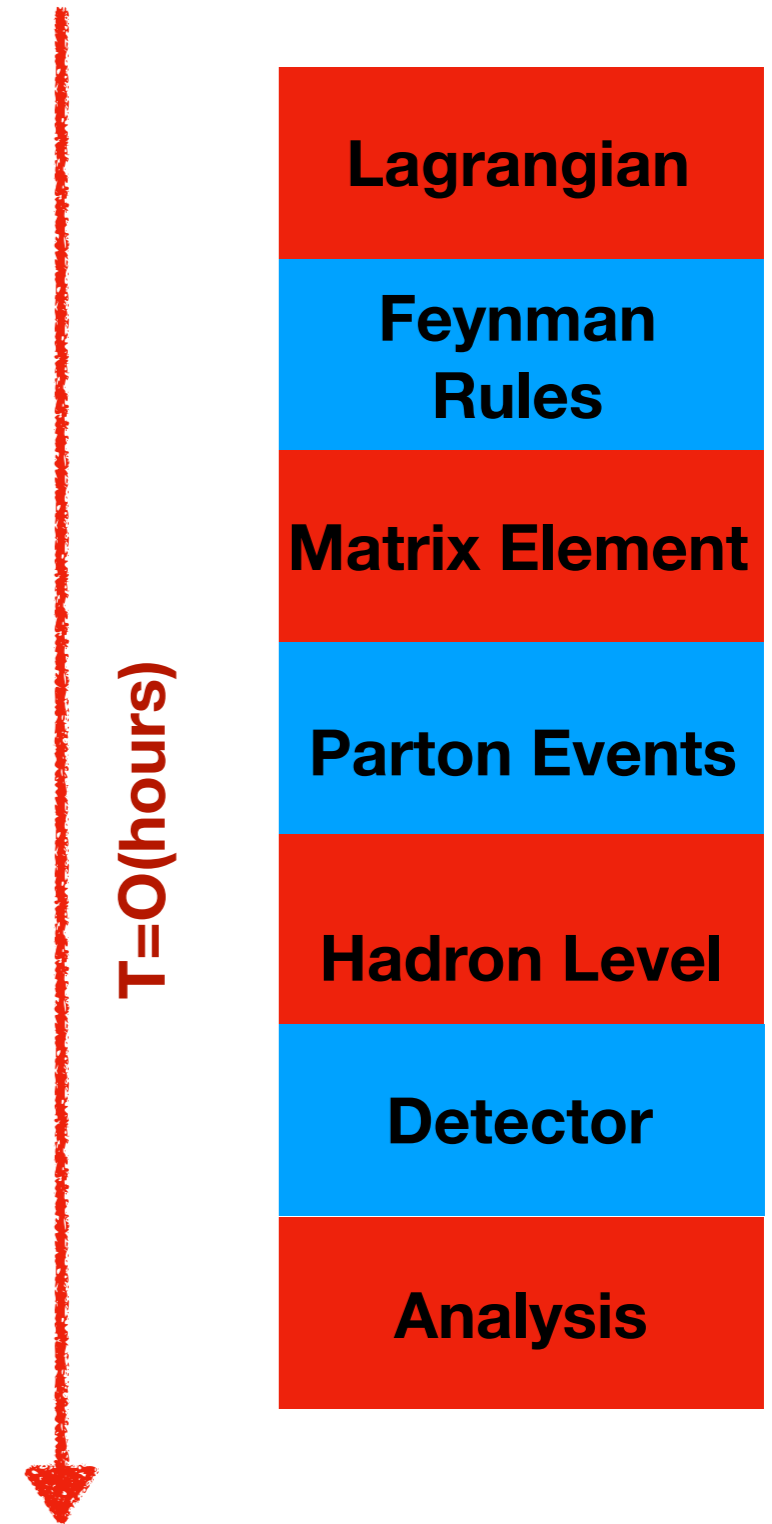 Lagrangian
Feynman
Rules
Matrix Element
Parton Events
T=O(hours)
Hadron Level
Detector
Analysis